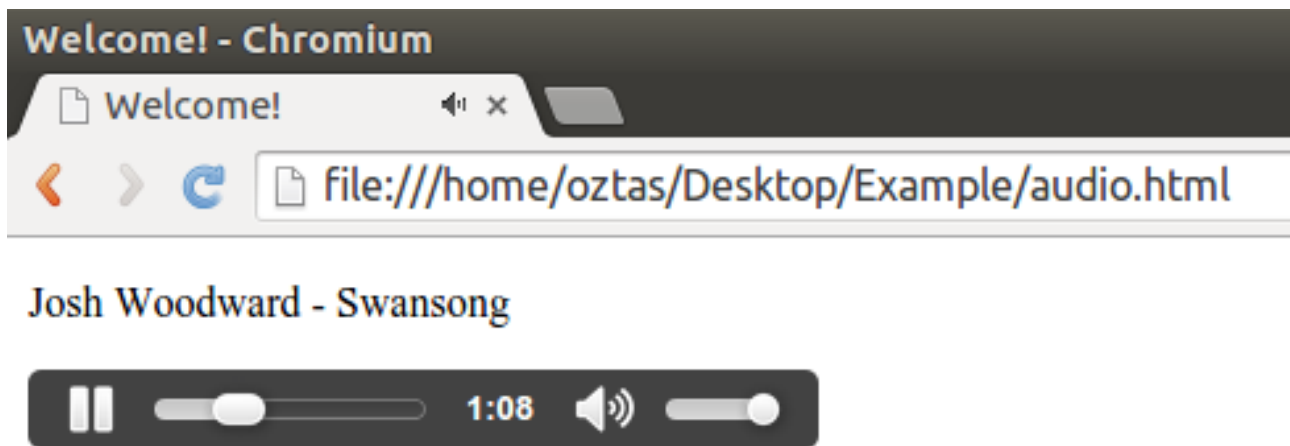 Welcome! - Chromium
Welcome!
file:///home/oztas/Desktop/Example/audio.html
Josh Woodward - Swansong
1:08